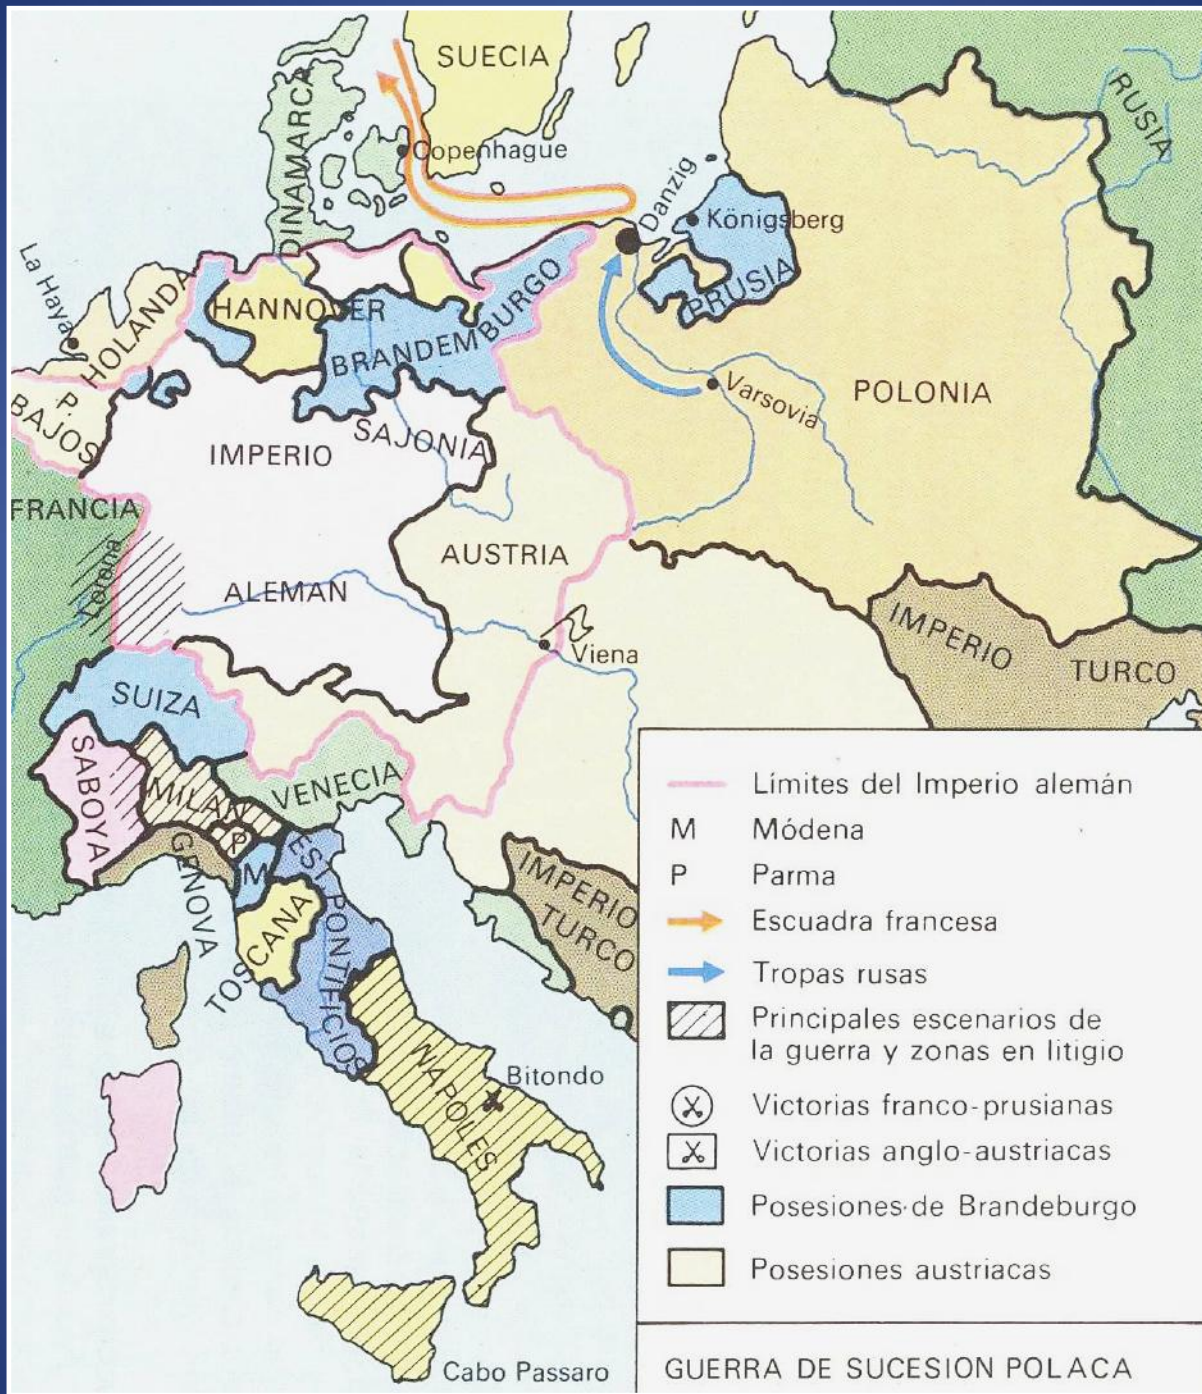 SUECIA
RUSIA
DINAMARCA
Copenhague
Danzig
Königsberg
PRUSIA
La Haya
HOLANDA
HANNOVER
BRANDEMBURGO
P.
BAJOS
Varsovia
POLONIA
SAJONIA
IMPERIO
ALEMAN
FRANCIA
Lorena
AUSTRIA
Viena
IMPERIO
TURCO
SUIZA
SABOYA
MILAN
VENECIA
P
M
GENOVA
EST PONTIFICIOS
TOSCANA
IMPERIO
TURCO
NAPOLES
Bitondo
Cabo Passaro
Límites del Imperio alemán
M Módena
P Parma
Escuadra francesa
Tropas rusas
Principales escenarios de
la guerra y zonas en litigio
Victorias franco-prusianas
Victorias anglo-austriacas
Posesiones de Brandeburgo
Posesiones austriacas
GUERRA DE SUCESION POLACA